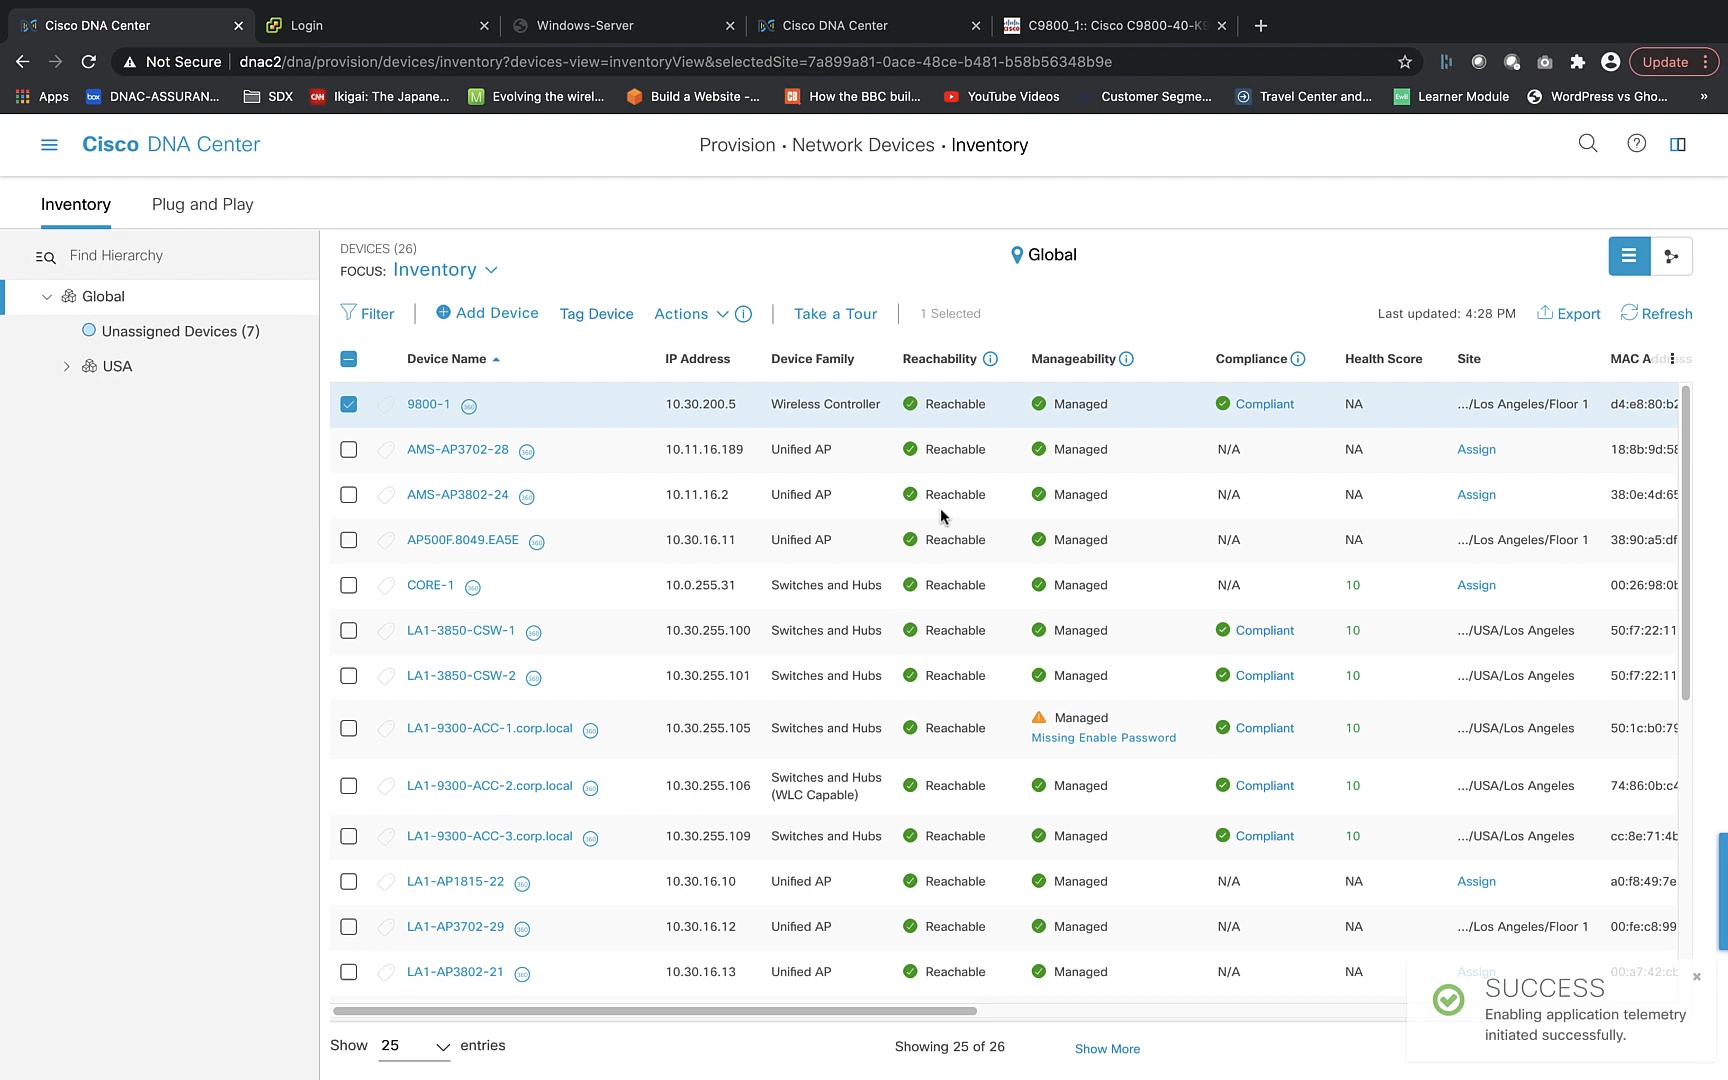 Cisco DNA Center
Login
Windows-Server
Cisco DNA Center
C9800_1:: Cisco C9800-40-K9
Not Secure
dnac2/dna/provision/devices/inventory?devices-view=inventoryView&selectedSite=7a899a81-0ace-48ce-b481-b58b56348b9e
Update
Apps
DNAC-ASSURAN...
SDX
Ikigai: The Japane...
Evolving the wirel...
Build a Website -...
How the BBC buil...
YouTube Videos
Customer Segme...
Travel Center and...
Learner Module
WordPress vs Gho...
»
Cisco DNA Center
Provision · Network Devices · Inventory
Inventory
Plug and Play
Find Hierarchy
Global
Unassigned Devices (7)
USA
DEVICES (26)
FOCUS: Inventory
Global
Filter
Add Device
Tag Device
Actions
Take a Tour
1 Selected
Last updated: 4:28 PM
Export
Refresh
Device Name IP Address Device Family Reachability Manageability Compliance Health Score Site MAC Address
9800-1 10.30.200.5 Wireless Controller Reachable Managed Compliant NA .../Los Angeles/Floor 1 d4:e8:80:b2
AMS-AP3702-28 10.11.16.189 Unified AP Reachable Managed N/A NA Assign 18:8b:9d:58
AMS-AP3802-24 10.11.16.2 Unified AP Reachable Managed N/A NA Assign 38:0e:4d:65
AP500F.8049.EA5E 10.30.16.11 Unified AP Reachable Managed N/A NA .../Los Angeles/Floor 1 38:90:a5:df
CORE-1 10.0.255.31 Switches and Hubs Reachable Managed N/A 10 Assign 00:26:98:0b
LA1-3850-CSW-1 10.30.255.100 Switches and Hubs Reachable Managed Compliant 10 .../USA/Los Angeles 50:f7:22:11
LA1-3850-CSW-2 10.30.255.101 Switches and Hubs Reachable Managed Compliant 10 .../USA/Los Angeles 50:f7:22:11
LA1-9300-ACC-1.corp.local 10.30.255.105 Switches and Hubs Reachable Managed Compliant 10 .../USA/Los Angeles 50:1c:b0:79
Missing Enable Password
LA1-9300-ACC-2.corp.local 10.30.255.106 Switches and Hubs Reachable Managed Compliant 10 .../USA/Los Angeles 74:86:0b:c4
(WLC Capable)
LA1-9300-ACC-3.corp.local 10.30.255.109 Switches and Hubs Reachable Managed Compliant 10 .../USA/Los Angeles cc:8e:71:4b
LA1-AP1815-22 10.30.16.10 Unified AP Reachable Managed N/A NA Assign a0:f8:49:7e
LA1-AP3702-29 10.30.16.12 Unified AP Reachable Managed N/A NA .../Los Angeles/Floor 1 00:fe:c8:99
LA1-AP3802-21 10.30.16.13 Unified AP Reachable Managed N/A NA Assign 00:a7:42:cb
SUCCESS
Enabling application telemetry
initiated successfully.
Show 25 entries
Showing 25 of 26
Show More